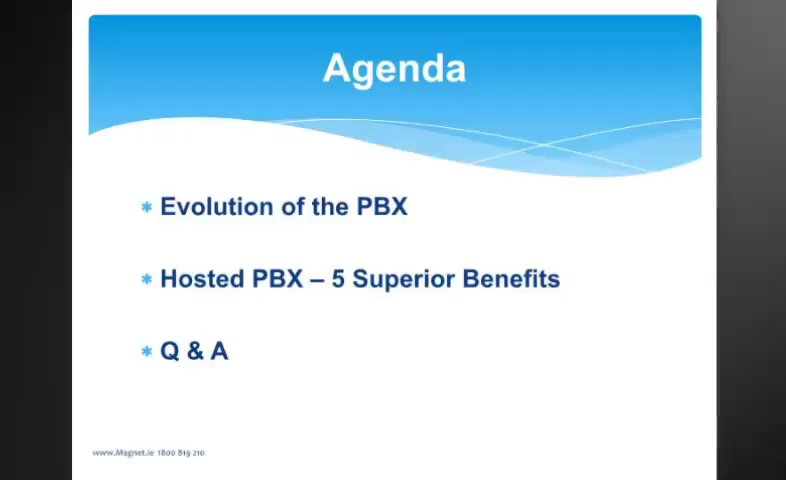 Agenda
* Evolution of the PBX
* Hosted PBX – 5 Superior Benefits
* Q & A
www.Magnet.ie 1800 819 210